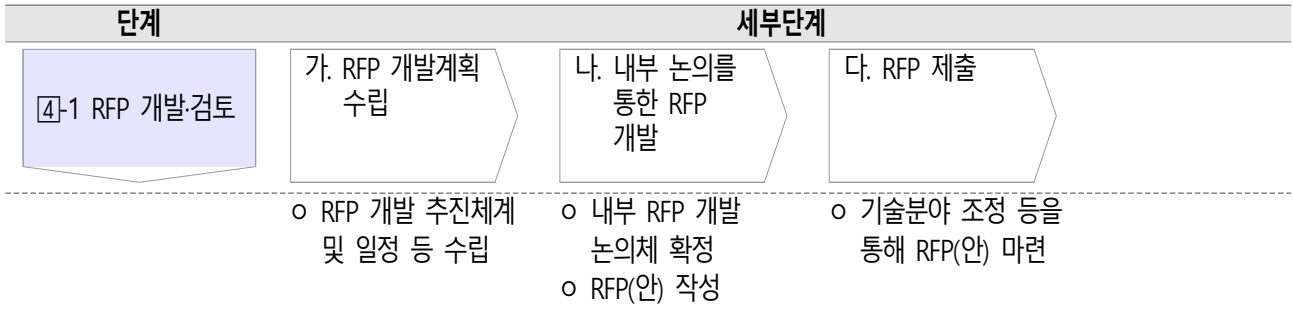 단계 세부단계
4-1 RFP 개발·검토
가. RFP 개발계획
수립
나. 내부 논의를
통한 RFP
개발
다. RFP 제출
ο RFP 개발 추진체계
및 일정 등 수립
ο 내부 RFP 개발
논의체 확정
ο RFP(안) 작성
ο 기술분야 조정 등을
통해 RFP(안) 마련